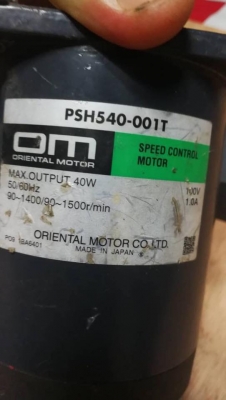 PSH540-001T
OM
ORIENTAL MOTOR
SPEED CONTROL
MOTOR
MAX.OUTPUT 40W
100V
50/60Hz
1.0A
90~1400/90~1500r/min
ORIENTAL MOTOR CO.LTD.
MADE IN JAPAN